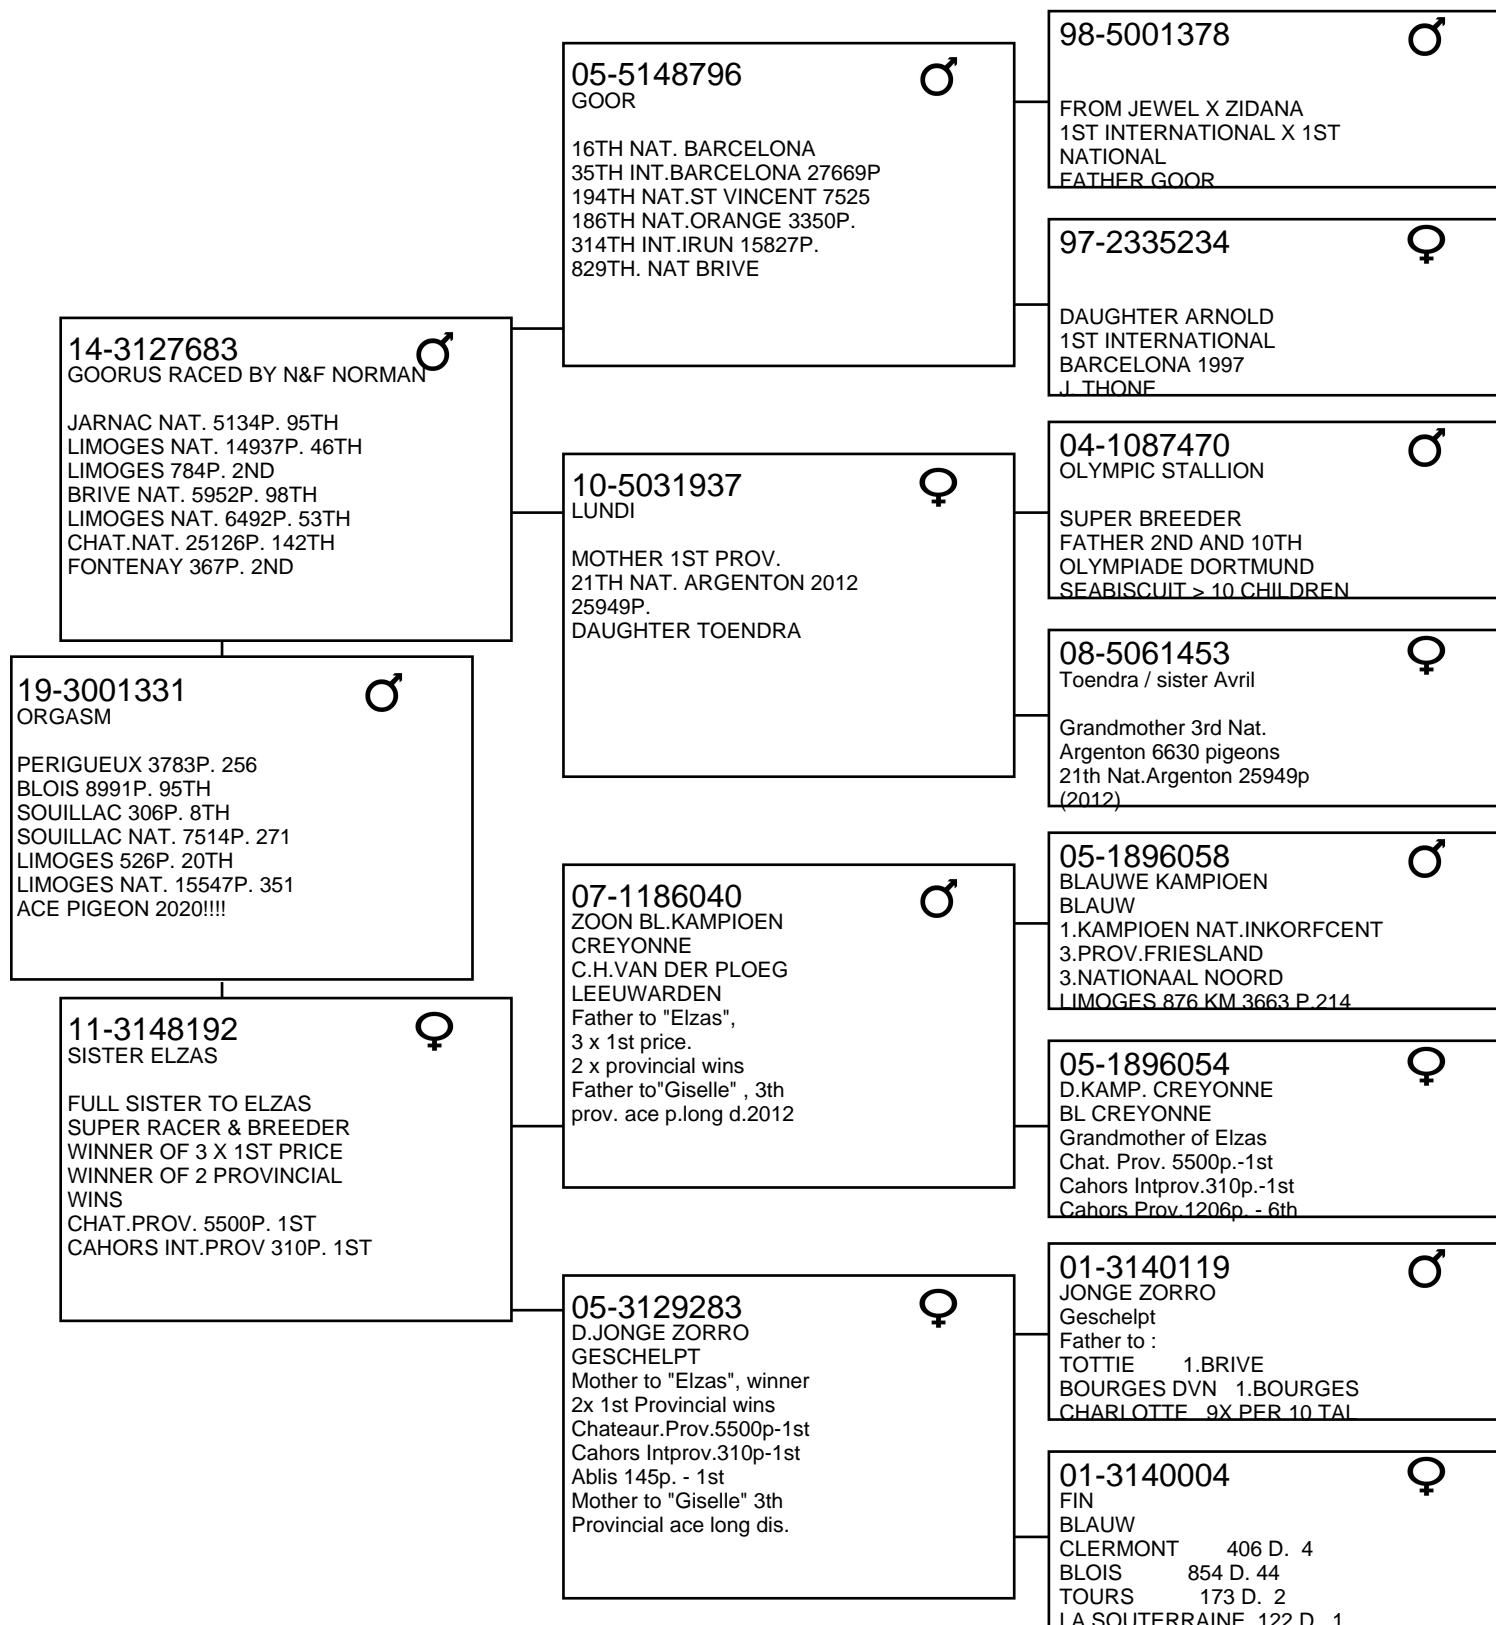 98-5001378
FROM JEWEL X ZIDANA
1ST INTERNATIONAL X 1ST
NATIONAL
FATHER GOOR
05-5148796
GOOR
16TH NAT. BARCELONA
35TH INT.BARCELONA 27669P
194TH NAT.ST VINCENT 7525
186TH NAT.ORANGE 3350P.
314TH INT.IRUN 15827P.
829TH. NAT BRIVE
97-2335234
DAUGHTER ARNOLD
1ST INTERNATIONAL
BARCELONA 1997
J. THONE
14-3127683
GOORUS RACED BY N&F NORMAN
JARNAC NAT. 5134P. 95TH
LIMOGES NAT. 14937P. 46TH
LIMOGES 784P. 2ND
BRIVE NAT. 5952P. 98TH
LIMOGES NAT. 6492P. 53TH
CHAT.NAT. 25126P. 142TH
FONTENAY 367P. 2ND
04-1087470
OLYMPIC STALLION
SUPER BREEDER
FATHER 2ND AND 10TH
OLYMPIADE DORTMUND
SEABISCUIT > 10 CHILDREN
10-5031937
LUNDI
MOTHER 1ST PROV.
21TH NAT. ARGENTON 2012
25949P.
DAUGHTER TOENDRA
08-5061453
Toendra / sister Avril
Grandmother 3rd Nat.
Argenton 6630 pigeons
21th Nat.Argenton 25949p
(2012)
19-3001331
ORGASM
PERIGUEUX 3783P. 256
BLOIS 8991P. 95TH
SOUILLAC 306P. 8TH
SOUILLAC NAT. 7514P. 271
LIMOGES 526P. 20TH
LIMOGES NAT. 15547P. 351
ACE PIGEON 2020!!!!
05-1896058
BLAUWE KAMPIOEN
BLAUW
1.KAMPIOEN NAT.INKORFCENT
3.PROV.FRIESLAND
3.NATIONAAL NOORD
LIMOGES 876 KM 3663 P.214
07-1186040
ZOON BL.KAMPIOEN
CREYONNE
C.H.VAN DER PLOEG
LEEUWARDEN
Father to "Elzas",
3 x 1st price.
2 x provincial wins
Father to"Giselle" , 3th
prov. ace p.long d.2012
11-3148192
SISTER ELZAS
FULL SISTER TO ELZAS
SUPER RACER & BREEDER
WINNER OF 3 X 1ST PRICE
WINNER OF 2 PROVINCIAL
WINS
CHAT.PROV. 5500P. 1ST
CAHORS INT.PROV 310P. 1ST
05-1896054
D.KAMP. CREYONNE
BL CREYONNE
Grandmother of Elzas
Chat. Prov. 5500p.-1st
Cahors Intprov.310p.-1st
Cahors Prov.1206p. - 6th
05-3129283
D.JONGE ZORRO
GESCHELPT
Mother to "Elzas", winner
2x 1st Provincial wins
Chateaur.Prov.5500p-1st
Cahors Intprov.310p-1st
Ablis 145p. - 1st
Mother to "Giselle" 3th
Provincial ace long dis.
01-3140119
JONGE ZORRO
Geschelpt
Father to :
TOTTIE 1.BRIVE
BOURGES DVN 1.BOURGES
CHARLOTTE 9X PER 10 TAL
01-3140004
FIN
BLAUW
CLERMONT 406 D. 4
BLOIS 854 D. 44
TOURS 173 D. 2
LA SOUTERRAINE 122 D. 1